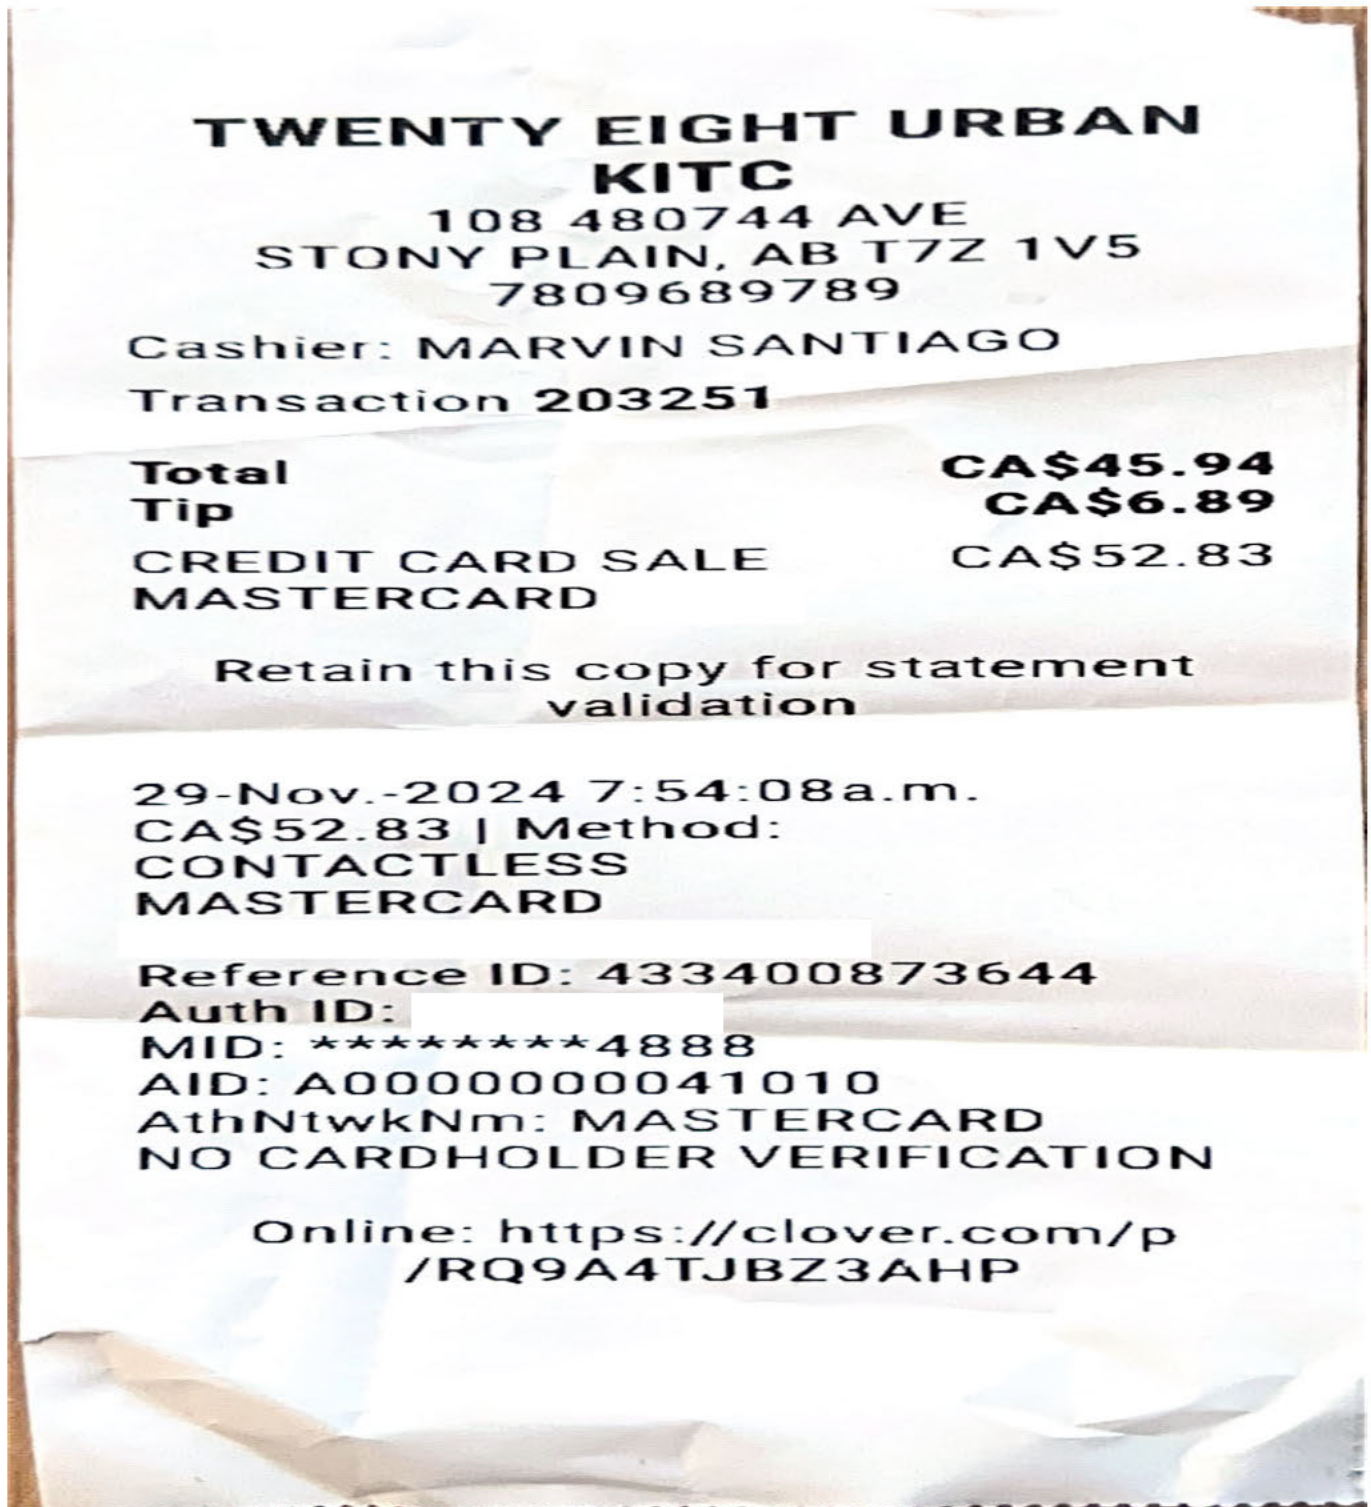 TWENTY EIGHT URBAN
KITC
108 480744 AVE
STONY PLAIN, AB T7Z 1V5
7809689789
Cashier: MARVIN SANTIAGO
Transaction 203251
Total CA$45.94
Tip CA$6.89
CREDIT CARD SALE CA$52.83
MASTERCARD
Retain this copy for statement
validation
29-Nov.-2024 7:54:08a.m.
CA$52.83 | Method:
CONTACTLESS
MASTERCARD
Reference ID: 433400873644
Auth ID:
MID: ********4888
AID: A0000000041010
AthNtwkNm: MASTERCARD
NO CARDHOLDER VERIFICATION
Online: https://clover.com/p
/RQ9A4TJBZ3AHP